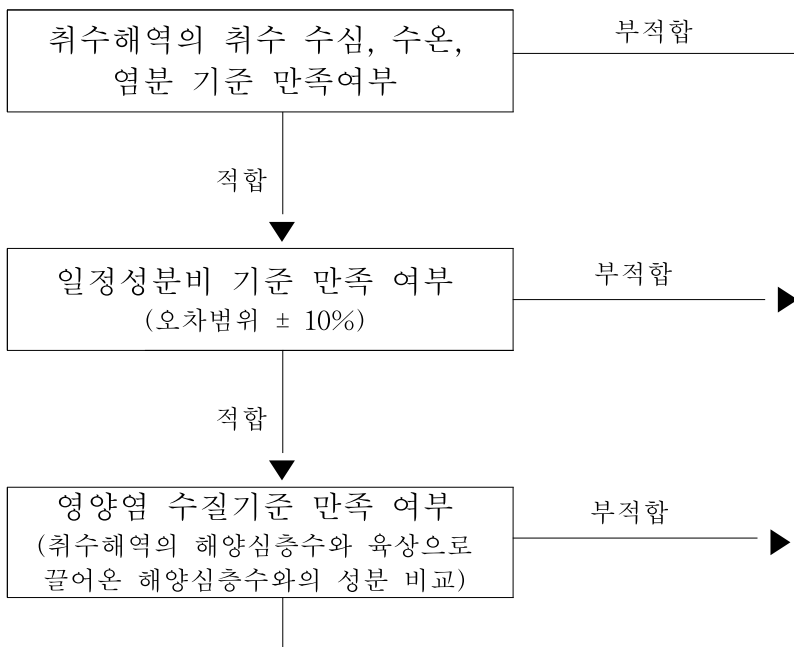 취수해역의 취수 수심, 수온,
염분 기준 만족여부
부적합
적합
일정성분비 기준 만족 여부
(오차범위 ± 10%)
부적합
적합
영양염 수질기준 만족 여부
(취수해역의 해양심층수와 육상으로
끌어온 해양심층수와의 성분 비교)
부적합